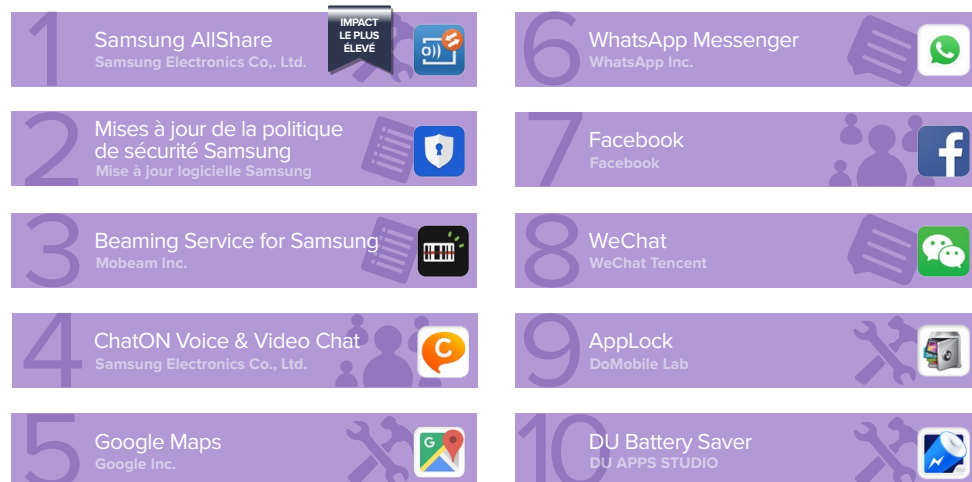 1
Samsung AllShare
Samsung Electronics Co,. Ltd.
IMPACT
LE PLUS
ÉLEVÉ
2
Mises à jour de la politique
de sécurité Samsung
Mise à jour logicielle Samsung
3
Beaming Service for Samsung
Mobeam Inc.
4
ChatON Voice & Video Chat
Samsung Electronics Co., Ltd.
C
5
Google Maps
Google Inc.
G
6
WhatsApp Messenger
WhatsApp Inc.
7
Facebook
Facebook
f
8
WeChat
WeChat Tencent
9
AppLock
DoMobile Lab
10
DU Battery Saver
DU APPS STUDIO
DU